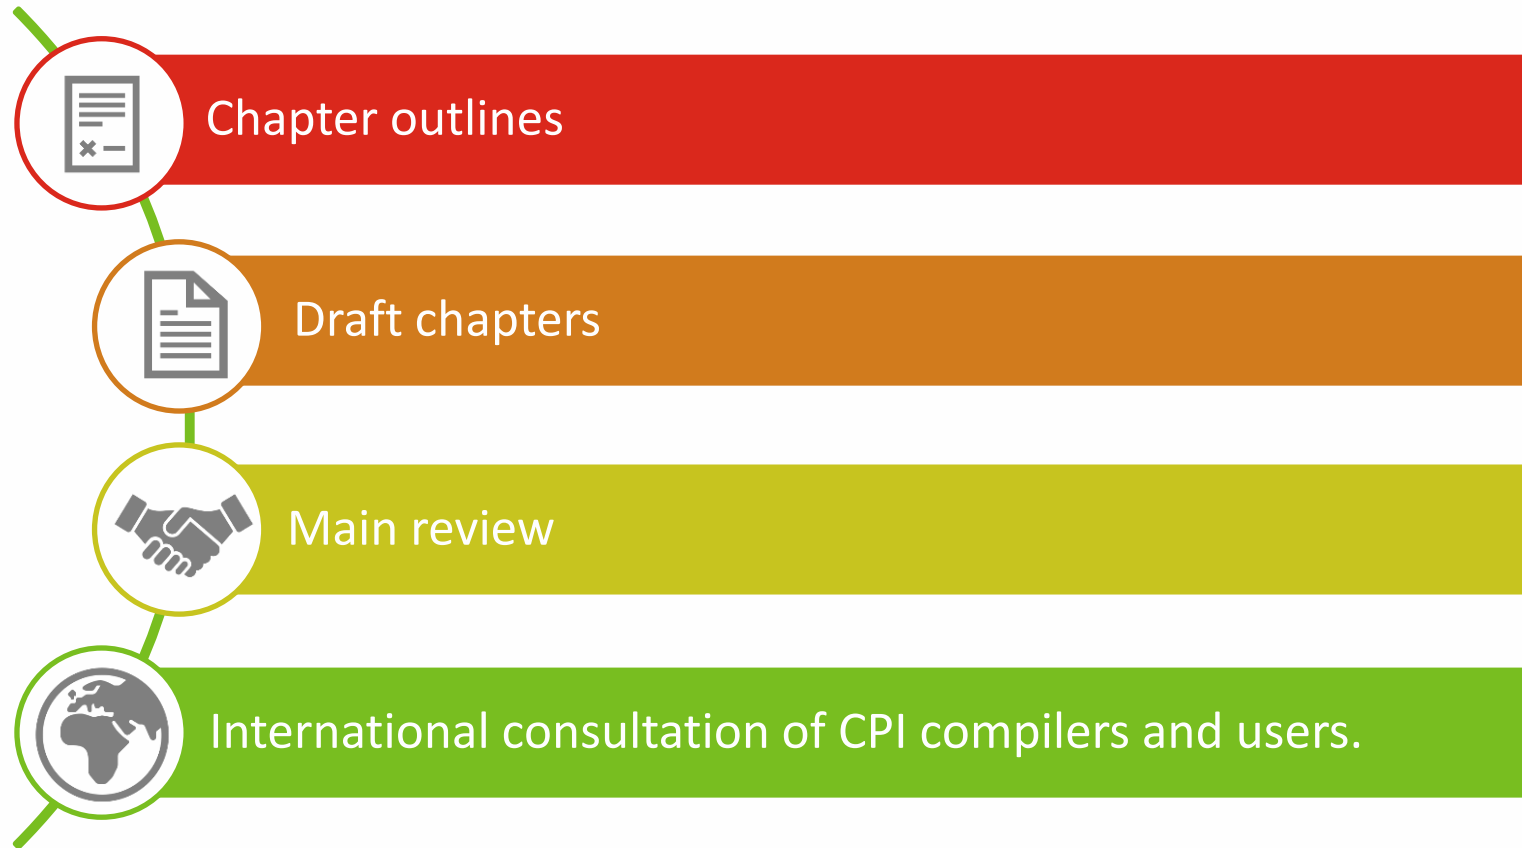 Chapter outlines
Draft chapters
Main review
International consultation of CPI compilers and users.